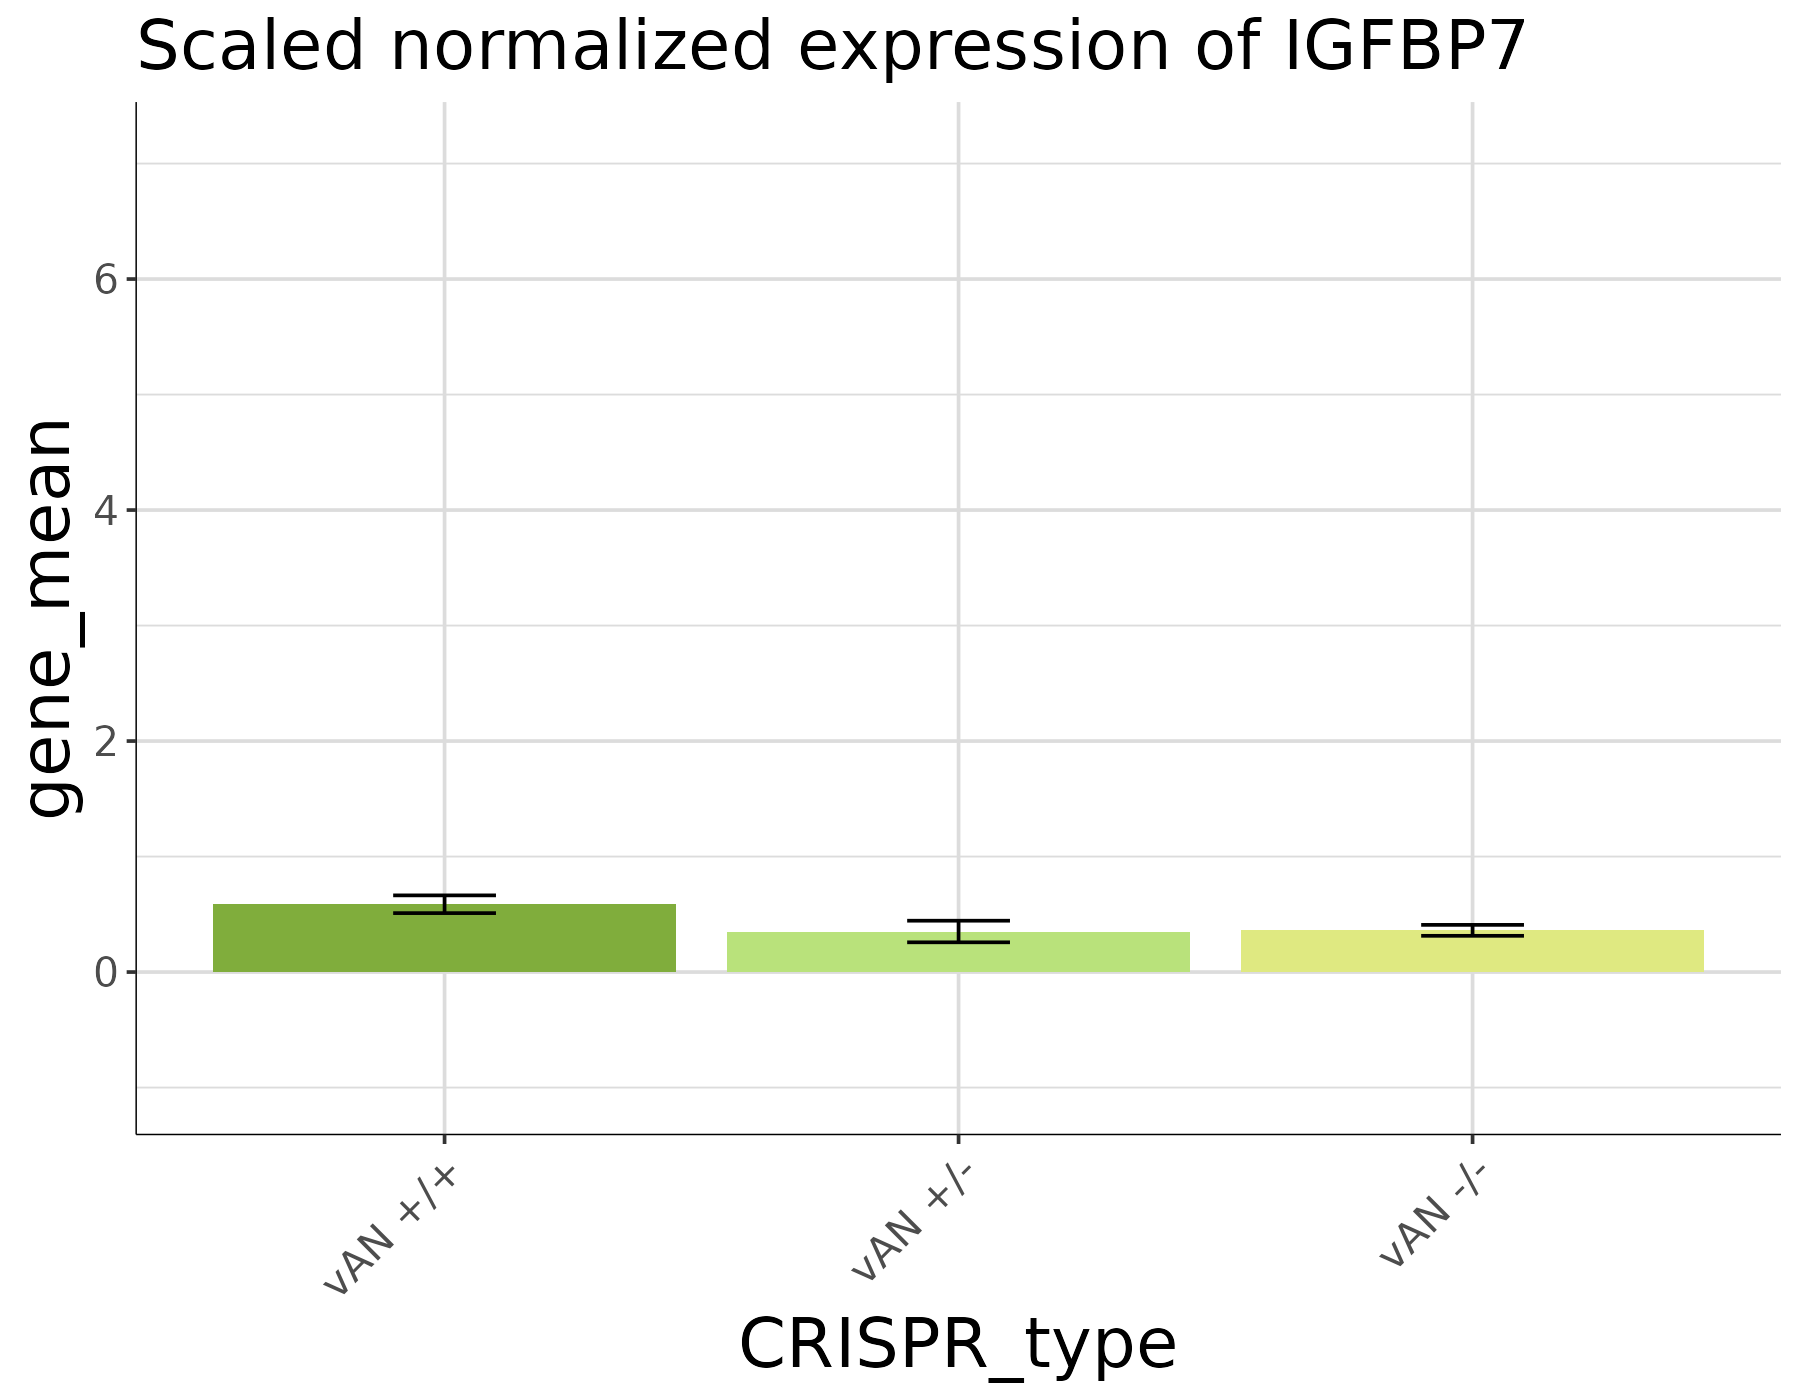 Scaled normalized expression of IGFBP7
gene_mean
6
4
2
0
vAN +/+
vAN +/-
vAN -/-
CRISPR_type